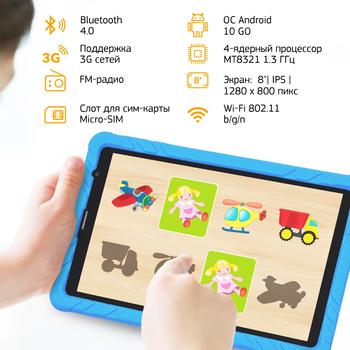 Bluetooth
4.0
ОС Android
10 GO
3G
Поддержка
3G сетей
4-ядерный процессор
MT8321 1.3 ГГц
FM-радио
8"
Экран: 8"| IPS |
1280 x 800 пикс
Слот для сим-карты
Micro-SIM
Wi-Fi 802.11
b/g/n